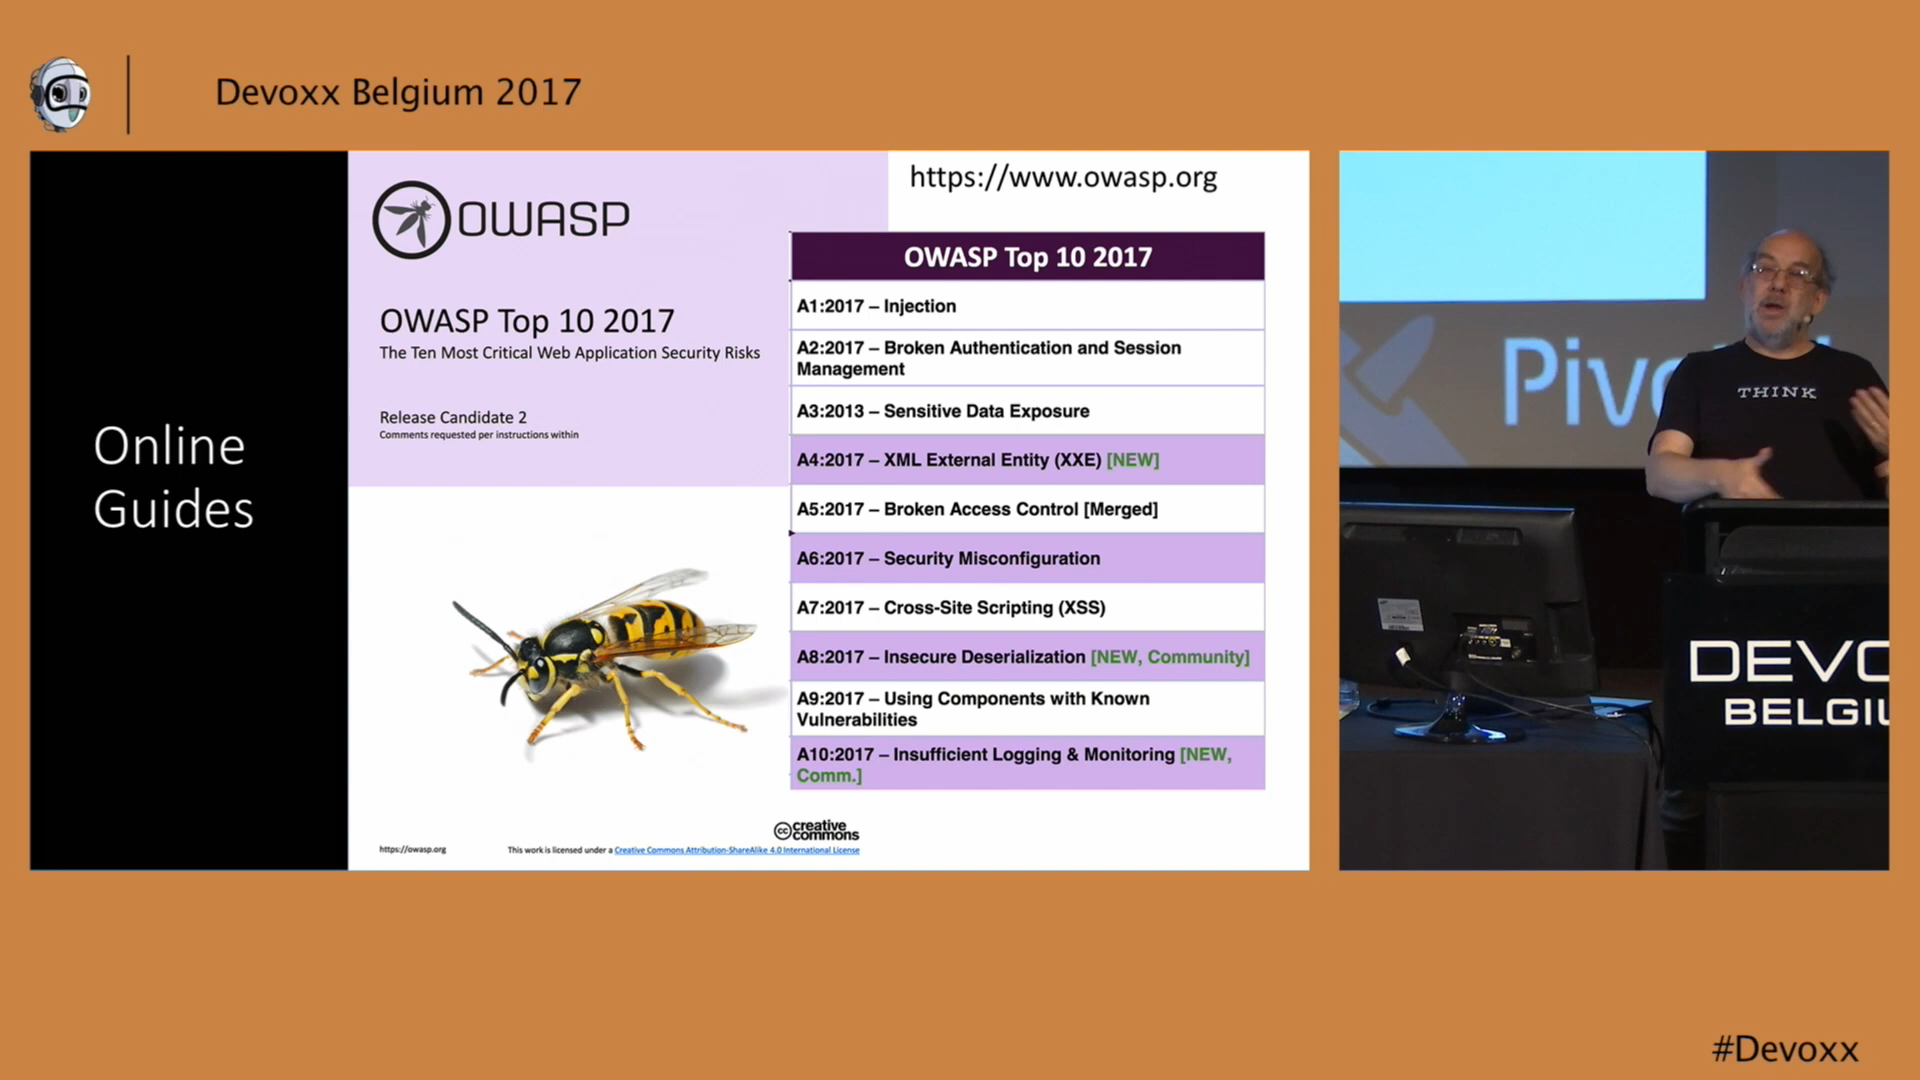 Devoxx Belgium 2017
Online
Guides
OWASP
OWASP Top 10 2017
The Ten Most Critical Web Application Security Risks
Release Candidate 2
Comments requested per instructions within
https://www.owasp.org
OWASP Top 10 2017
A1:2017 – Injection
A2:2017 – Broken Authentication and Session
Management
A3:2013 – Sensitive Data Exposure
A4:2017 – XML External Entity (XXE) [NEW]
A5:2017 – Broken Access Control [Merged]
A6:2017 – Security Misconfiguration
A7:2017 – Cross-Site Scripting (XSS)
A8:2017 – Insecure Deserialization [NEW, Community]
A9:2017 – Using Components with Known
Vulnerabilities
A10:2017 – Insufficient Logging & Monitoring [NEW,
Comm.]
creative
commons
https://owasp.org
This work is licensed under a Creative Commons Attribution-ShareAlike 4.0 International License
Piv
THINK
DEVO
BELGIU
#Devoxx